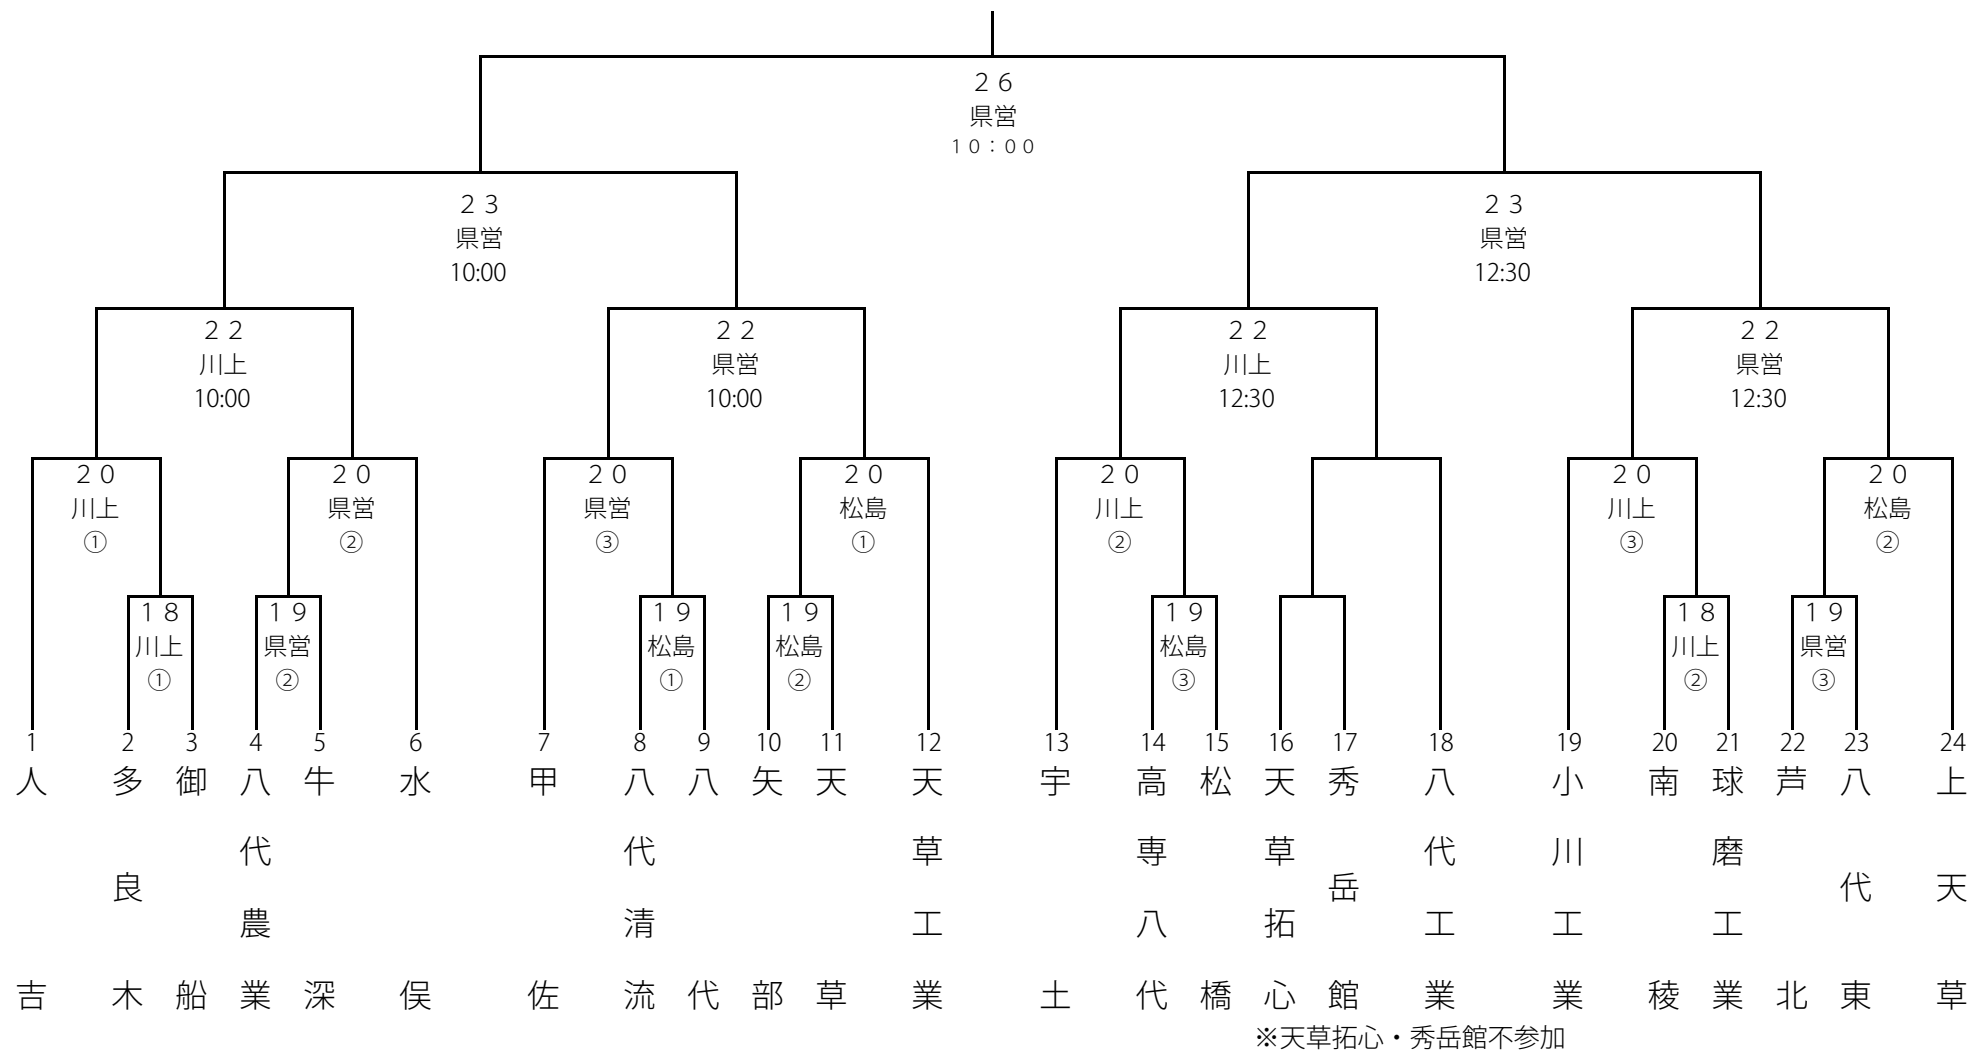 ２６
県営
１０：００
２３
県営
10:00
２３
県営
12:30
２２
川上
10:00
２２
県営
10:00
２２
川上
12:30
２２
県営
12:30
２０
川上
①
２０
県営
②
２０
県営
③
２０
松島
①
２０
川上
②
２０
川上
③
２０
松島
②
１８
川上
①
１９
県営
②
１９
松島
①
１９
松島
②
１９
松島
③
１８
川上
②
１９
県営
③
1
人吉
2
多良木
3
御船
4
八代農業
5
牛深
6
水俣
7
甲佐
8
八代清流
9
八代
10
矢部
11
天草
12
天草工業
13
宇土
14
高専八代
15
松橋
16
天草拓心
17
秀岳館
18
八代工業
19
小川工業
20
南稜
21
球磨工業
22
芦北
23
八代東
24
上天草
※天草拓心・秀岳館不参加